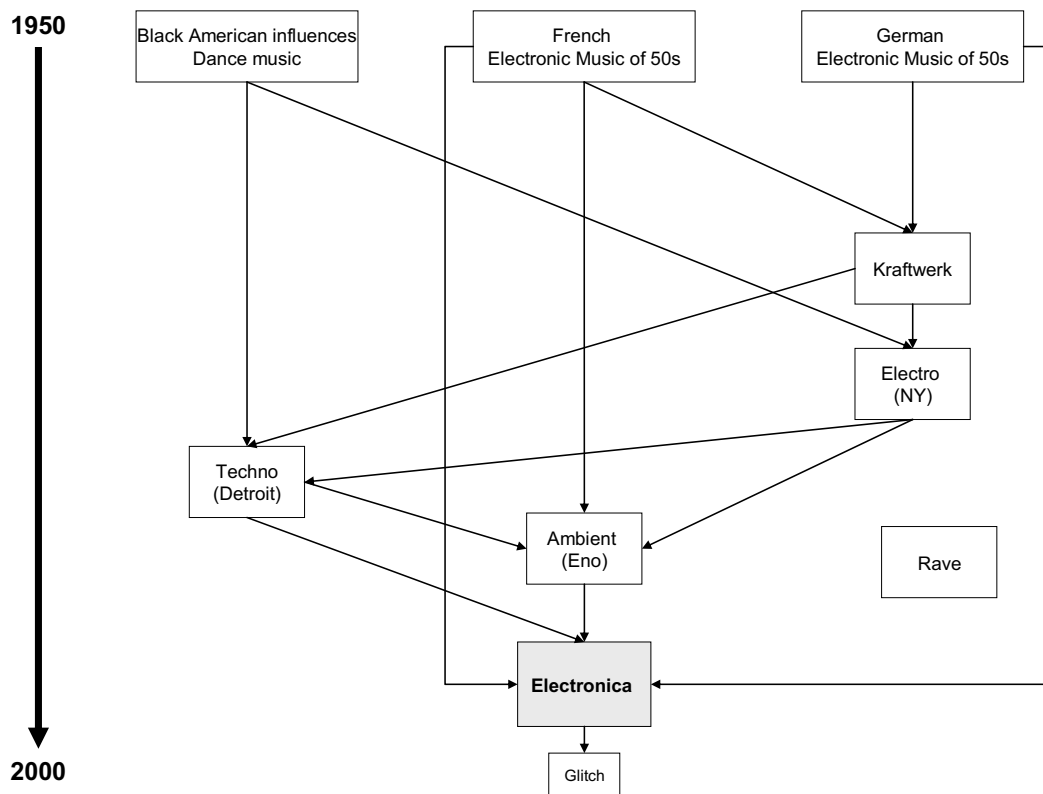 1950
Black American influences
Dance music
French
Electronic Music of 50s
German
Electronic Music of 50s
Kraftwerk
Electro
(NY)
Techno
(Detroit)
Ambient
(Eno)
Rave
Electronica
2000
Glitch